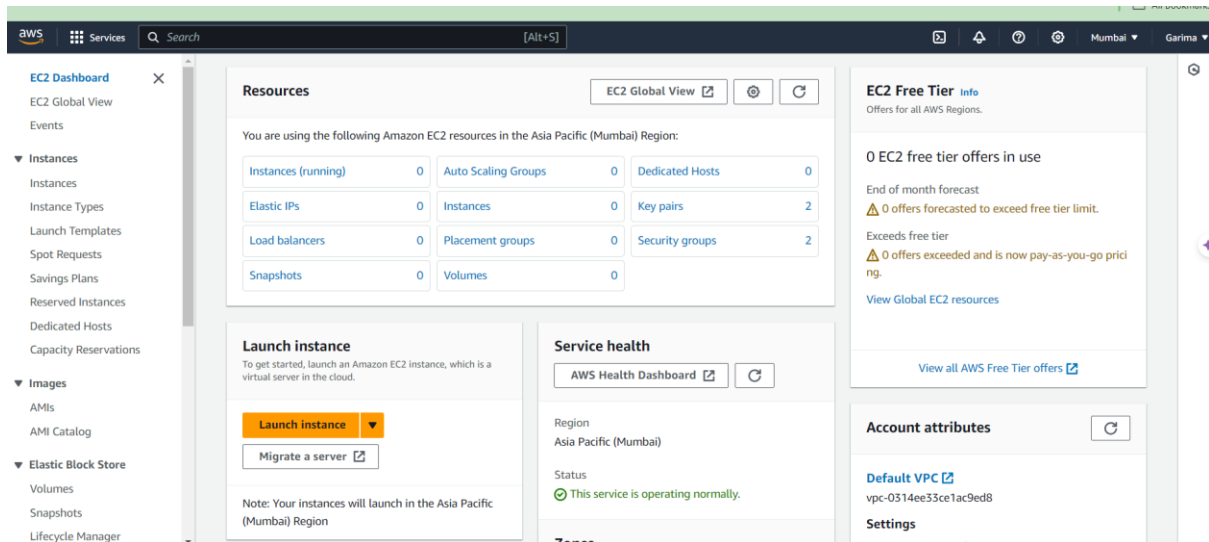 All Bookmark
aws
Services
Search
[Alt+S]
Mumbai
Garima
EC2 Dashboard
EC2 Global View
Events
Instances
Instances
Instance Types
Launch Templates
Spot Requests
Savings Plans
Reserved Instances
Dedicated Hosts
Capacity Reservations
Images
AMIs
AMI Catalog
Elastic Block Store
Volumes
Snapshots
Lifecycle Manager
Resources
EC2 Global View
You are using the following Amazon EC2 resources in the Asia Pacific (Mumbai) Region:
Instances (running) 0 Auto Scaling Groups 0 Dedicated Hosts 0
Elastic IPs 0 Instances 0 Key pairs 2
Load balancers 0 Placement groups 0 Security groups 2
Snapshots 0 Volumes 0
Launch instance
To get started, launch an Amazon EC2 instance, which is a
virtual server in the cloud.
Launch instance
Migrate a server
Note: Your instances will launch in the Asia Pacific
(Mumbai) Region
Service health
AWS Health Dashboard
Region
Asia Pacific (Mumbai)
Status
This service is operating normally.
Zones
EC2 Free Tier Info
Offers for all AWS Regions.
0 EC2 free tier offers in use
End of month forecast
0 offers forecasted to exceed free tier limit.
Exceeds free tier
0 offers exceeded and is now pay-as-you-go prici
ng.
View Global EC2 resources
View all AWS Free Tier offers
Account attributes
Default VPC
vpc-0314ee33ce1ac9ed8
Settings